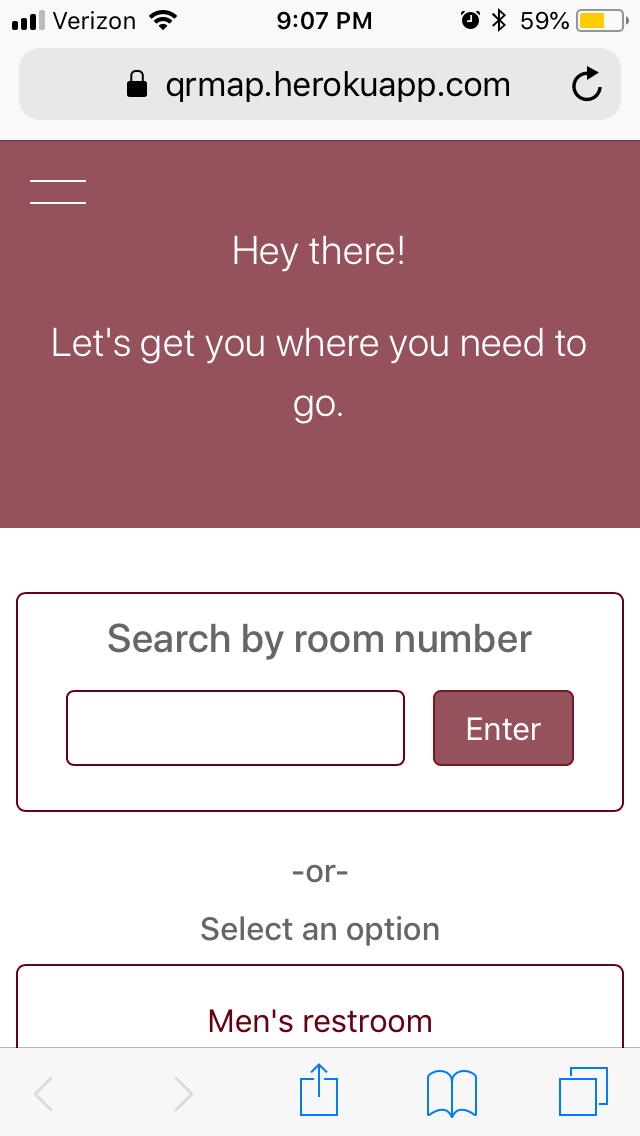 Verizon 9:07 PM 59%
qrmap.herokuapp.com
Hey there!
Let's get you where you need to
go.
Search by room number
Enter
-or-
Select an option
Men's restroom